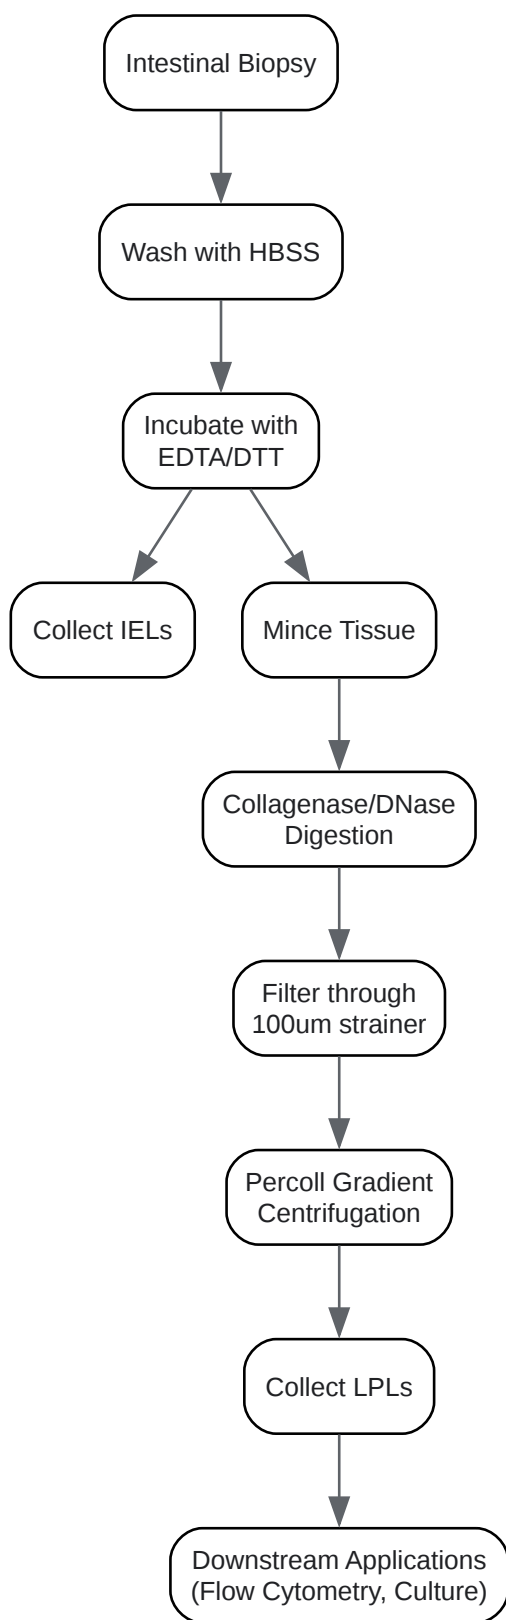 Intestinal Biopsy
Wash with HBSS
Incubate with
EDTA/DTT
Collect IELs
Mince Tissue
Collagenase/DNase
Digestion
Filter through
100um strainer
Percoll Gradient
Centrifugation
Collect LPLs
Downstream Applications
(Flow Cytometry, Culture)